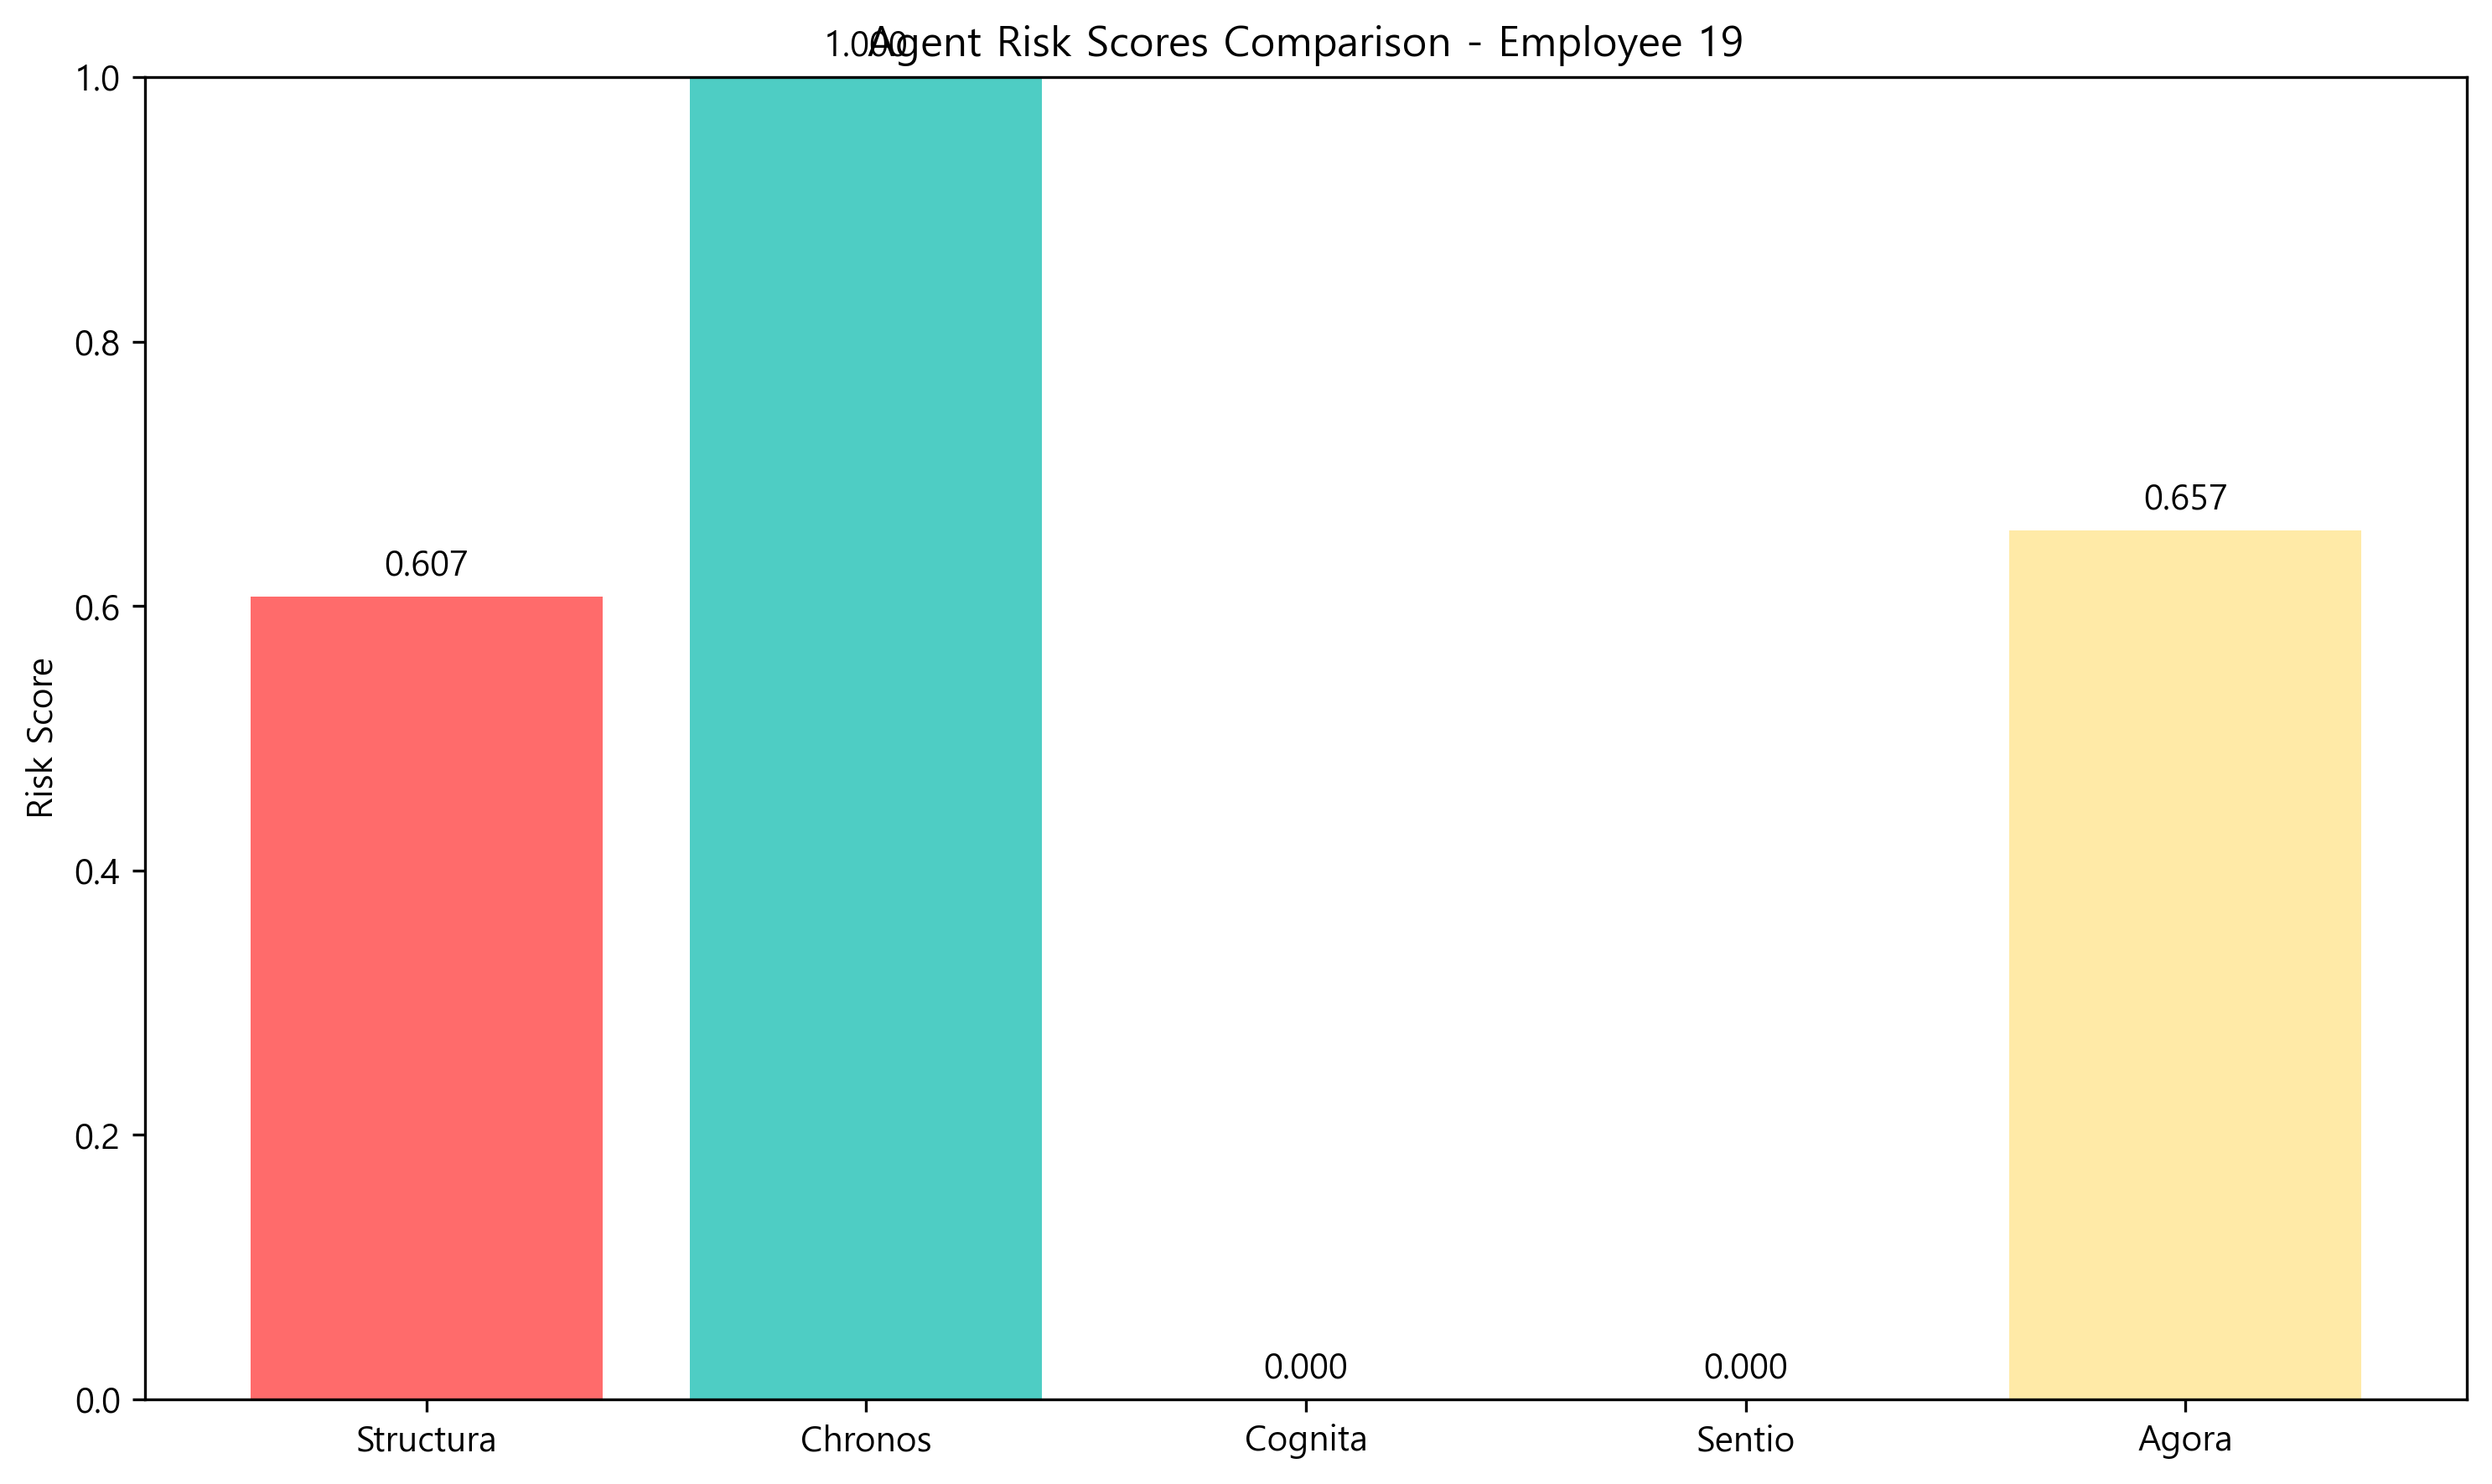 Agent Risk Scores Comparison - Employee 19
1.000
1.0
0.8
0.6
0.4
0.2
0.0
Risk Score
0.607
0.000
0.000
0.657
Structura
Chronos
Cognita
Sentio
Agora